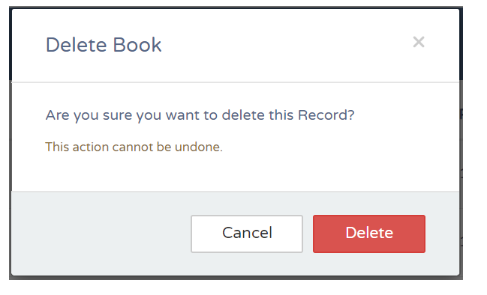 Delete Book
×
Are you sure you want to delete this Record?
This action cannot be undone.
Cancel Delete